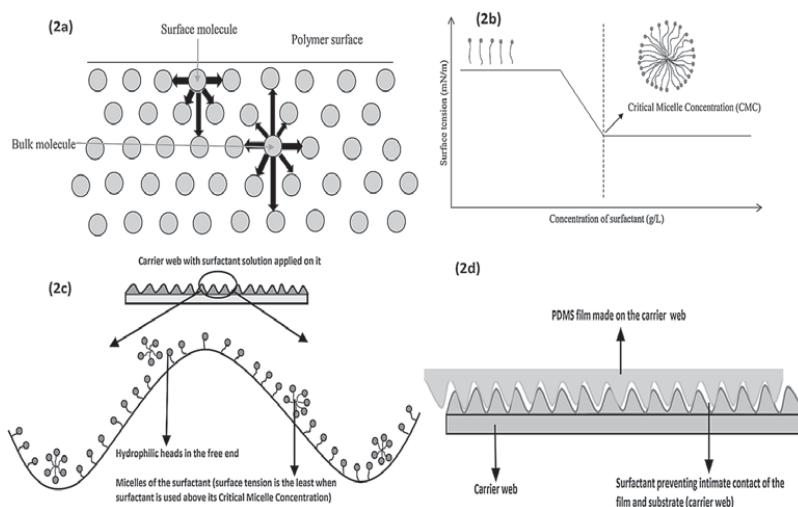 (2a)
Surface molecule
Polymer surface
Bulk molecule
(2b)
Surface tension (mN/m)
Critical Micelle Concentration (CMC)
Concentration of surfactant (g/L)
Carrier web with surfactant solution applied on it
(2c)
Hydrophilic heads in the free end
Micelles of the surfactant (surface tension is the least when
surfactant is used above its Critical Micelle Concentration)
(2d)
PDMS film made on the carrier web
Carrier web
Surfactant preventing intimate contact of the
film and substrate (carrier web)